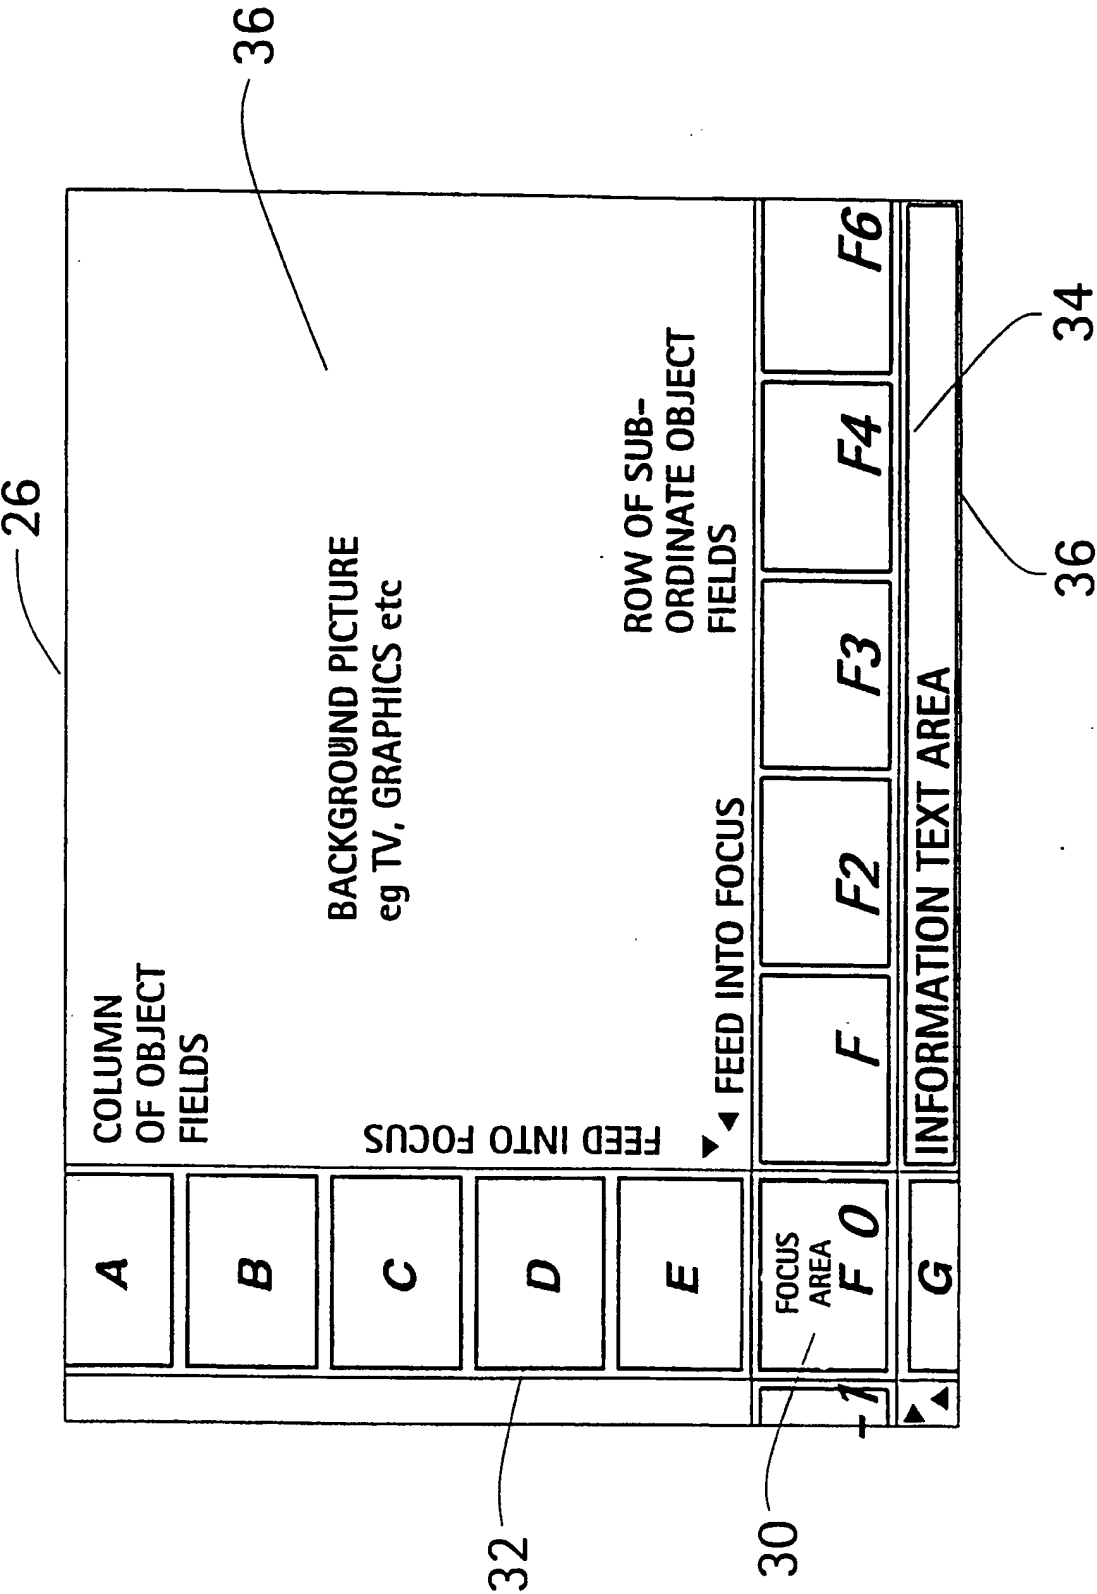 26
36
COLUMN
OF OBJECT
FIELDS
BACKGROUND PICTURE
eg TV, GRAPHICS etc
FEED INTO FOCUS
ROW OF SUB-
ORDINATE OBJECT
FIELDS
FEED INTO FOCUS
A
B
C
D
E
32
30
-1
FOCUS
AREA
F 0
F
F2
F3
F4
F6
G
INFORMATION TEXT AREA
36
34